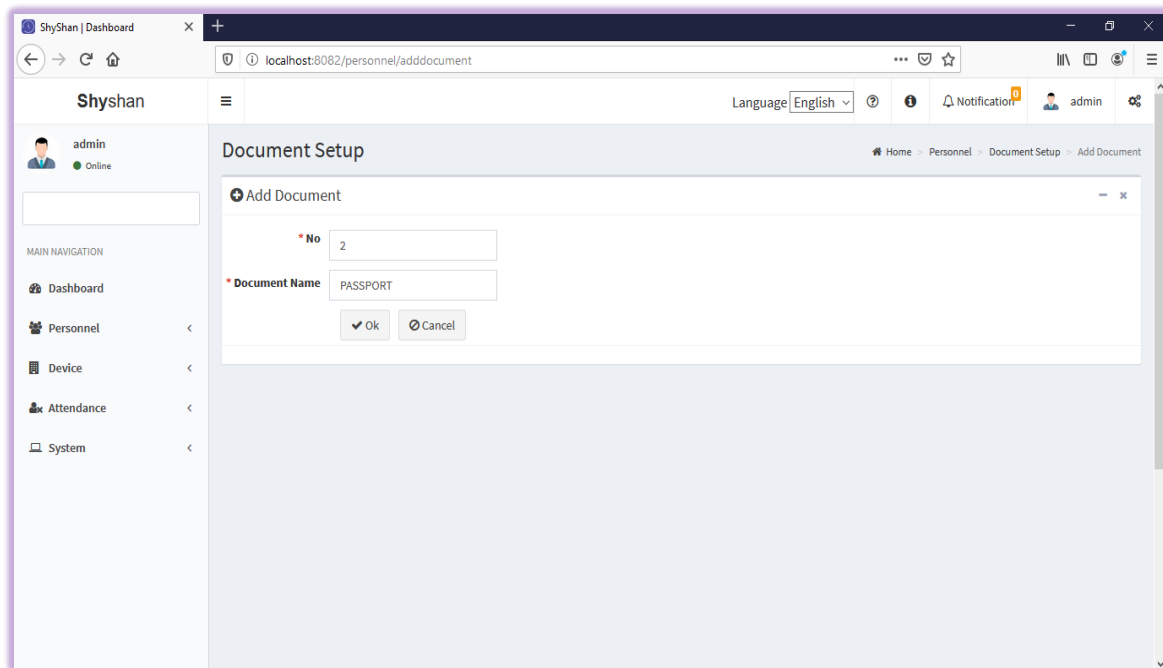 ShyShan | Dashboard
localhost:8082/personnel/adddocument
Shyshan
Language English
0
Notification
admin
admin
Online
Document Setup
Home > Personnel > Document Setup > Add Document
Add Document
MAIN NAVIGATION
* No 2
* Document Name PASSPORT
Ok Cancel
Dashboard
Personnel
Device
Attendance
System